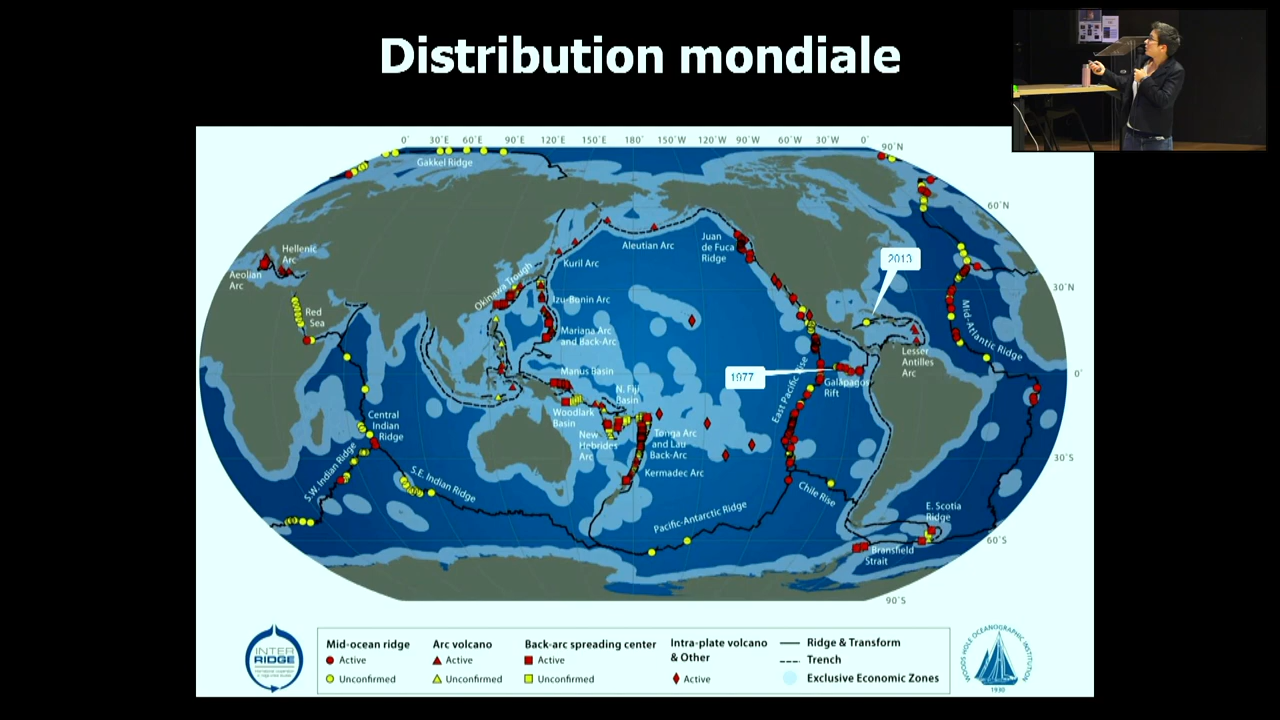 Distribution mondiale
0° 30°E 60°E 90°E 120°E 150°E 180° 150°W 120°W 90°W 60°W 30°W 0°
90°N
Gakkel Ridge
60°N
Hellenic
Arc
Aeolian
Arc
Aleutian Arc
Juan
de Fuca
Ridge
2013
Kuril Arc
Okinawa Trough
30°N
Izu-Bonin Arc
Red
Sea
Mid-Atlantic Ridge
Mariana Arc
and Back-Arc
Lesser
Antilles
Arc
Manus Basin
1977
0°
Galápagos
Rift
N. Fiji
Basin
East Pacific Rise
Woodlark
Basin
Central
Indian
Ridge
New
Hebrides
Arc
Tonga Arc
and Lau
Back-Arc
30°S
Kermadec Arc
S.W. Indian Ridge
S.E. Indian Ridge
Chile Rise
Pacific-Antarctic Ridge
E. Scotia
Ridge
60°S
Bransfield
Strait
90°S
INTER
RIDGE
Mid-ocean ridge
Active
Unconfirmed
Arc volcano
Active
Unconfirmed
Back-arc spreading center
Active
Unconfirmed
Intra-plate volcano
& Other
Active
Ridge & Transform
Trench
Exclusive Economic Zones
WOODS HOLE OCEANOGRAPHIC INSTITUTION
1930